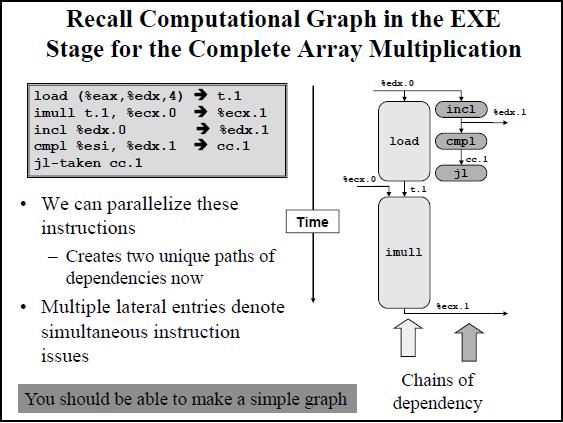 Recall Computational Graph in the EXE
Stage for the Complete Array Multiplication
load (%eax,%edx,4) ➔ t.1
imull t.1, %ecx.0 ➔ %ecx.1
incl %edx.0 ➔ %edx.1
cmpl %esi, %edx.1 ➔ cc.1
jl-taken cc.1
• We can parallelize these
instructions
– Creates two unique paths of
dependencies now
• Multiple lateral entries denote
simultaneous instruction
issues
You should be able to make a simple graph
Time
%edx.0
incl
%edx.1
load
cmpl
cc.1
jl
%ecx.0
t.1
imull
%ecx.1
Chains of
dependency